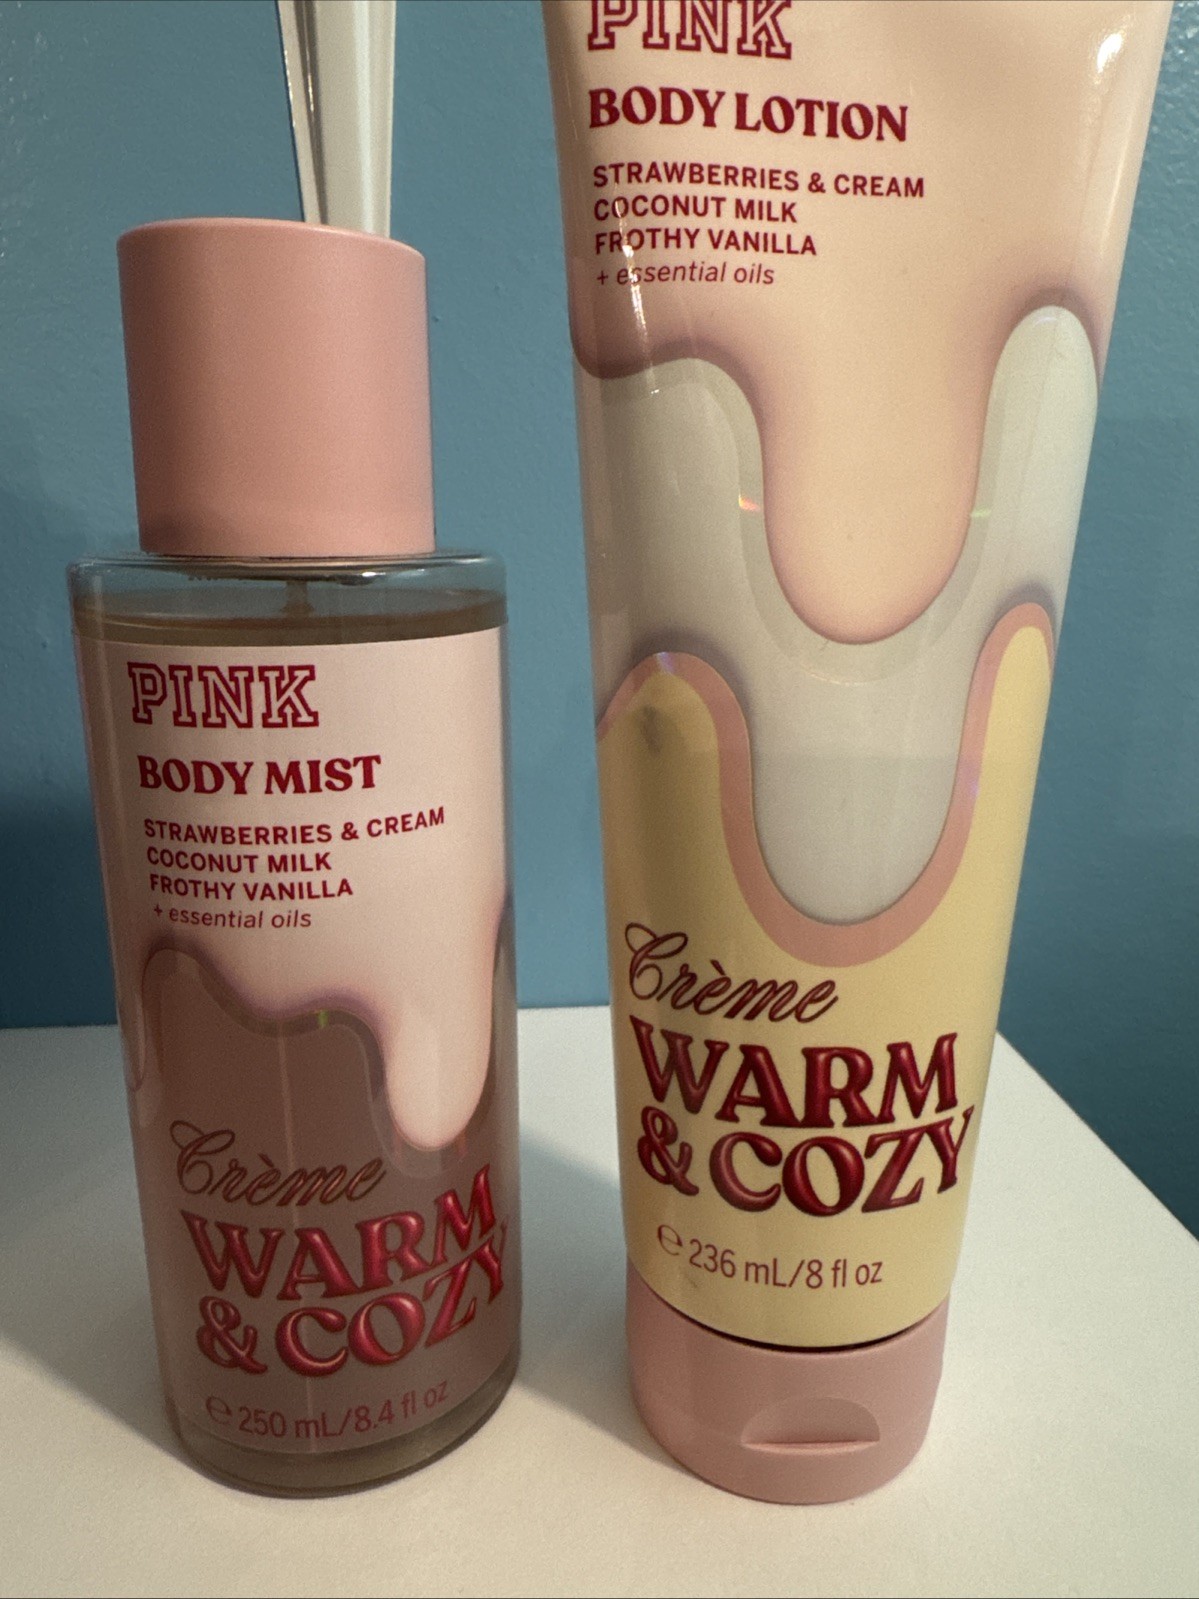 PINK
BODY MIST
STRAWBERRIES & CREAM
COCONUT MILK
FROTHY VANILLA
+ essential oils
Crème
WARM
& COZY
℮ 250 mL/8.4 fl oz
PINK
BODY LOTION
STRAWBERRIES & CREAM
COCONUT MILK
FROTHY VANILLA
+ essential oils
Crème
WARM
& COZY
℮ 236 mL/8 fl oz